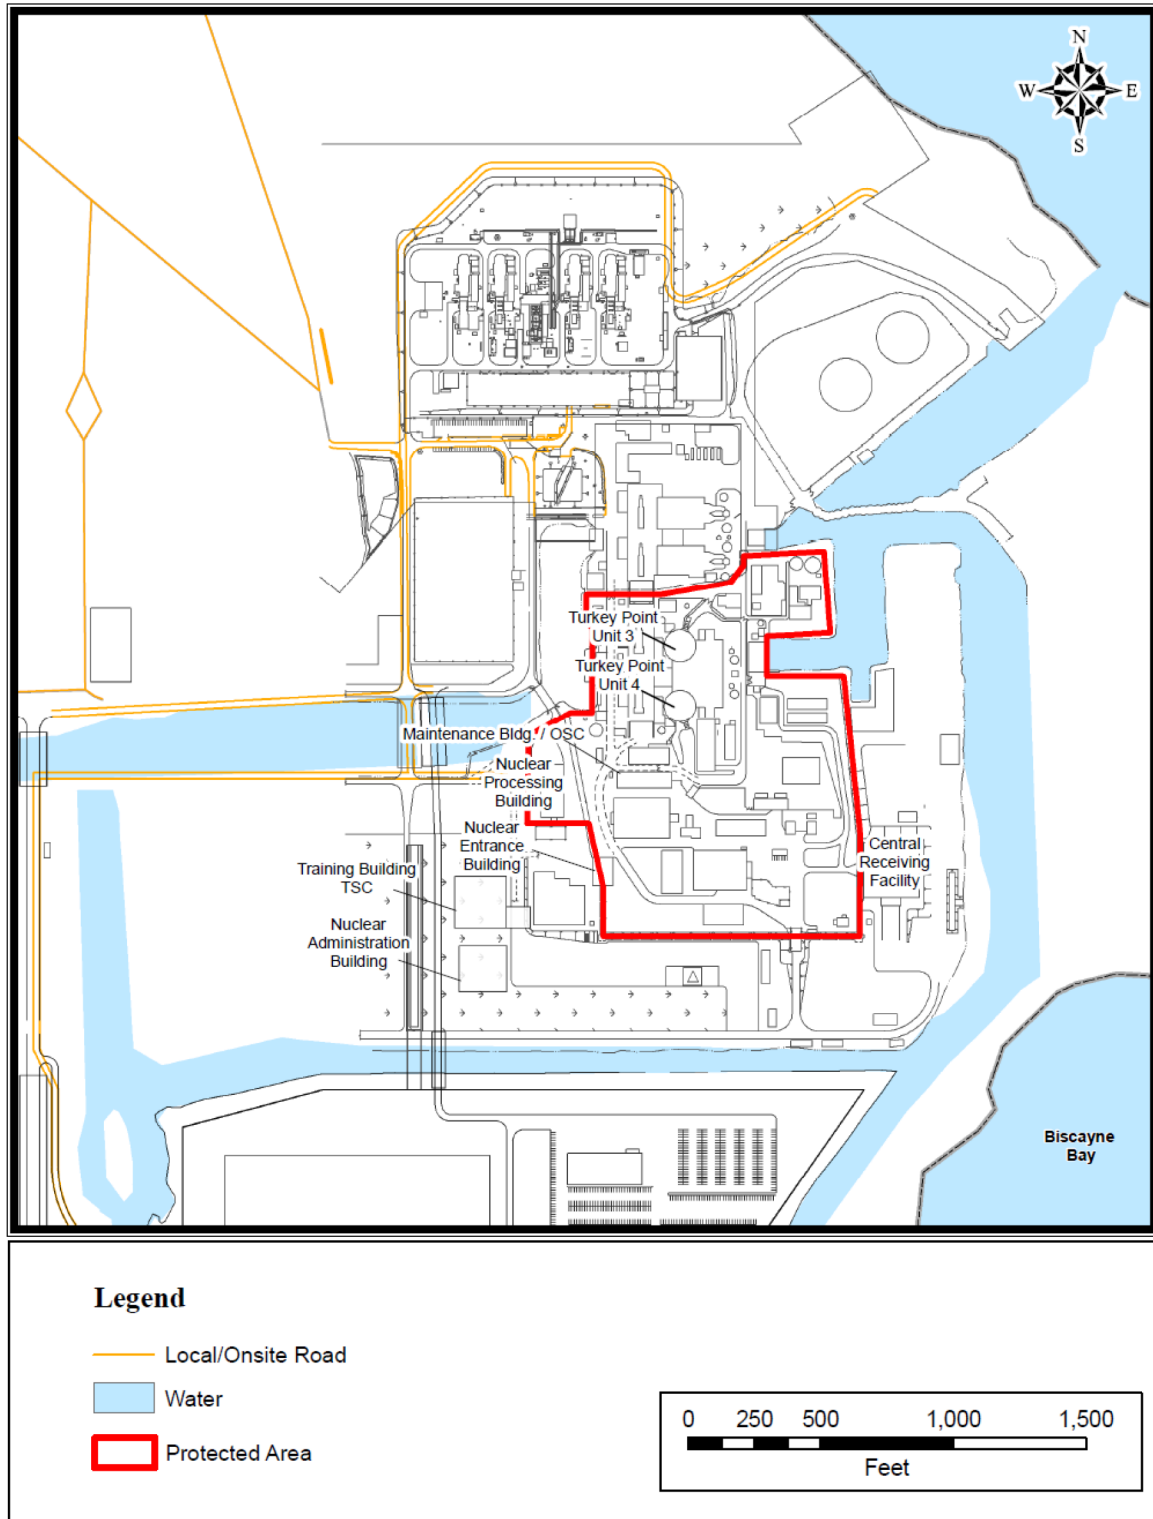 N
W
E
S
Turkey Point
Unit 3
Turkey Point
Unit 4
Maintenance Bldg. / OSC
Nuclear
Processing
Building
Nuclear
Entrance
Building
Central
Receiving
Facility
Training Building
TSC
Nuclear
Administration
Building
Biscayne
Bay
Legend
Local/Onsite Road
Water
Protected Area
0 250 500 1,000 1,500
Feet